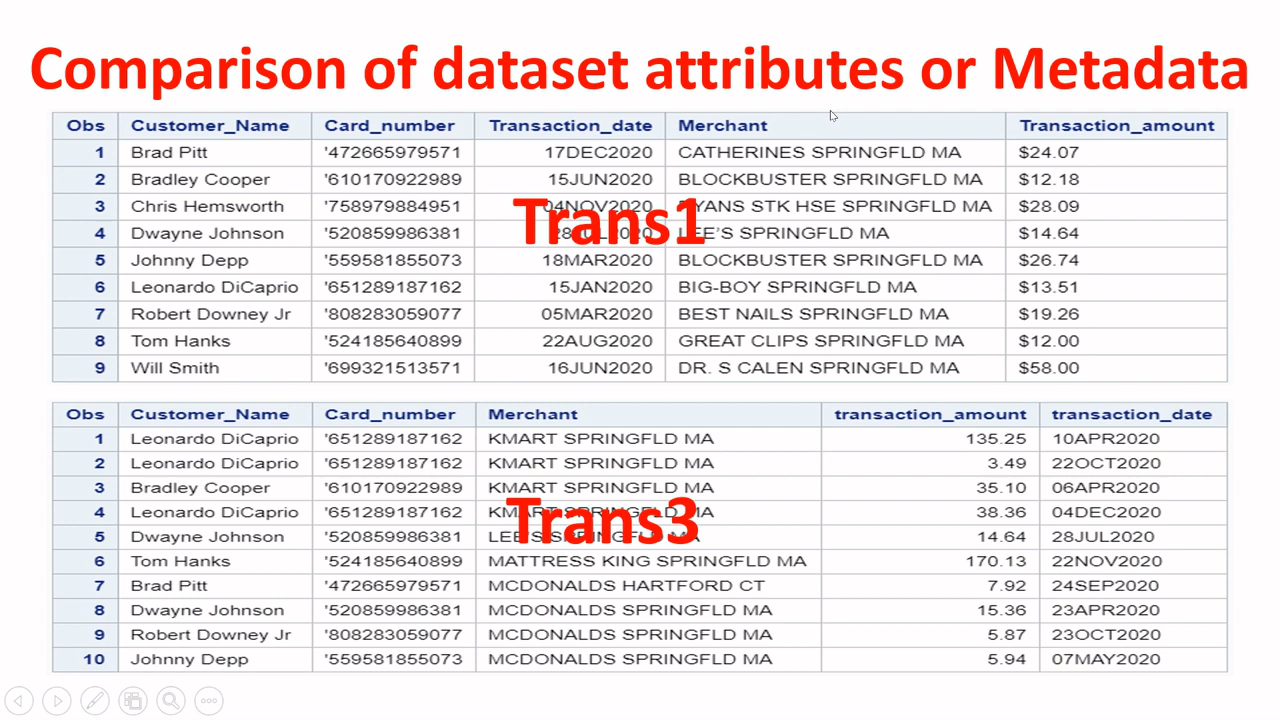 Comparison of dataset attributes or Metadata
Obs Customer_Name Card_number Transaction_date Merchant Transaction_amount
1 Brad Pitt '472665979571 17DEC2020 CATHERINES SPRINGFLD MA $24.07
2 Bradley Cooper '610170922989 15JUN2020 BLOCKBUSTER SPRINGFLD MA $12.18
3 Chris Hemsworth '758979884951 04NOV2020 STK HSE SPRINGFLD MA $28.09
Trans1
4 Dwayne Johnson '520859986381 LEE'S SPRINGFLD MA $14.64
5 Johnny Depp '559581855073 18MAR2020 BLOCKBUSTER SPRINGFLD MA $26.74
6 Leonardo DiCaprio '651289187162 15JAN2020 BIG-BOY SPRINGFLD MA $13.51
7 Robert Downey Jr '808283059077 05MAR2020 BEST NAILS SPRINGFLD MA $19.26
8 Tom Hanks '524185640899 22AUG2020 GREAT CLIPS SPRINGFLD MA $12.00
9 Will Smith '699321513571 16JUN2020 DR. S CALEN SPRINGFLD MA $58.00
Obs Customer_Name Card_number Merchant transaction_amount transaction_date
1 Leonardo DiCaprio '651289187162 KMART SPRINGFLD MA 135.25 10APR2020
2 Leonardo DiCaprio '651289187162 KMART SPRINGFLD MA 3.49 22OCT2020
3 Bradley Cooper '610170922989 KMART SPRINGFLD MA 35.10 06APR2020
4 Leonardo DiCaprio '651289187162 KMART SPRINGFLD MA 38.36 04DEC2020
Trans3
5 Dwayne Johnson '520859986381 LEE'S SPRINGFLD MA 14.64 28JUL2020
6 Tom Hanks '524185640899 MATTRESS KING SPRINGFLD MA 170.13 22NOV2020
7 Brad Pitt '472665979571 MCDONALDS HARTFORD CT 7.92 24SEP2020
8 Dwayne Johnson '520859986381 MCDONALDS SPRINGFLD MA 15.36 23APR2020
9 Robert Downey Jr '808283059077 MCDONALDS SPRINGFLD MA 5.87 23OCT2020
10 Johnny Depp '559581855073 MCDONALDS SPRINGFLD MA 5.94 07MAY2020